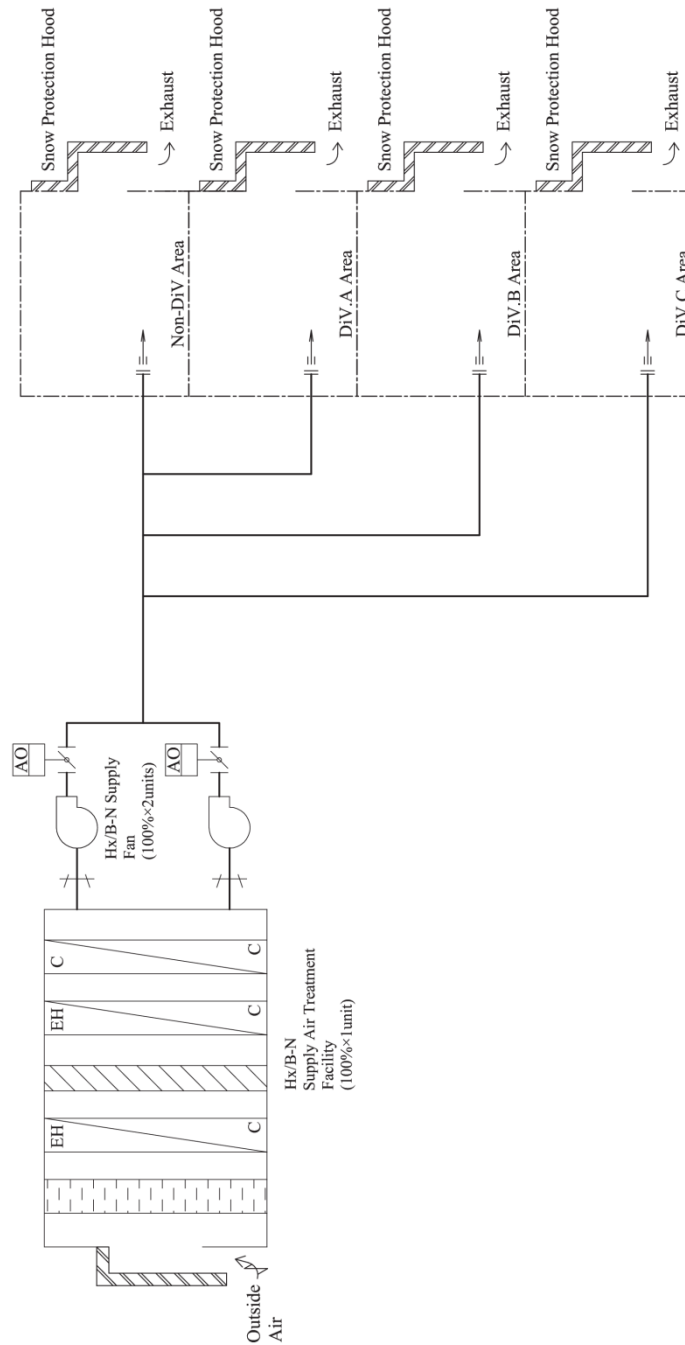 Outside
Air
EH
C
EH
C
C
C
Hx/B-N
Supply Air Treatment
Facility
(100%×1unit)
AO
Hx/B-N Supply
Fan
(100%×2units)
AO
Non-DiV Area
Snow Protection Hood
Exhaust
DiV.A Area
Snow Protection Hood
Exhaust
DiV.B Area
Snow Protection Hood
Exhaust
DiV.C Area
Snow Protection Hood
Exhaust